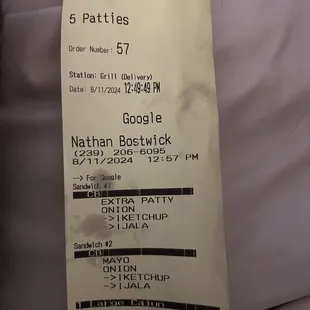 5 Patties
Order Number: 57
Station: Grill (Delivery)
Date: 8/11/2024 12:49:49 PM
Google
Nathan Bostwick
(239) 206-6095
8/11/2024 12:57 PM
--> For Google
Sandwich #1
CB
EXTRA PATTY
ONION
->|KETCHUP
->|JALA
Sandwich #2
CB
MAYO
ONION
->|KETCHUP
->|JALA
1 Large Cajun